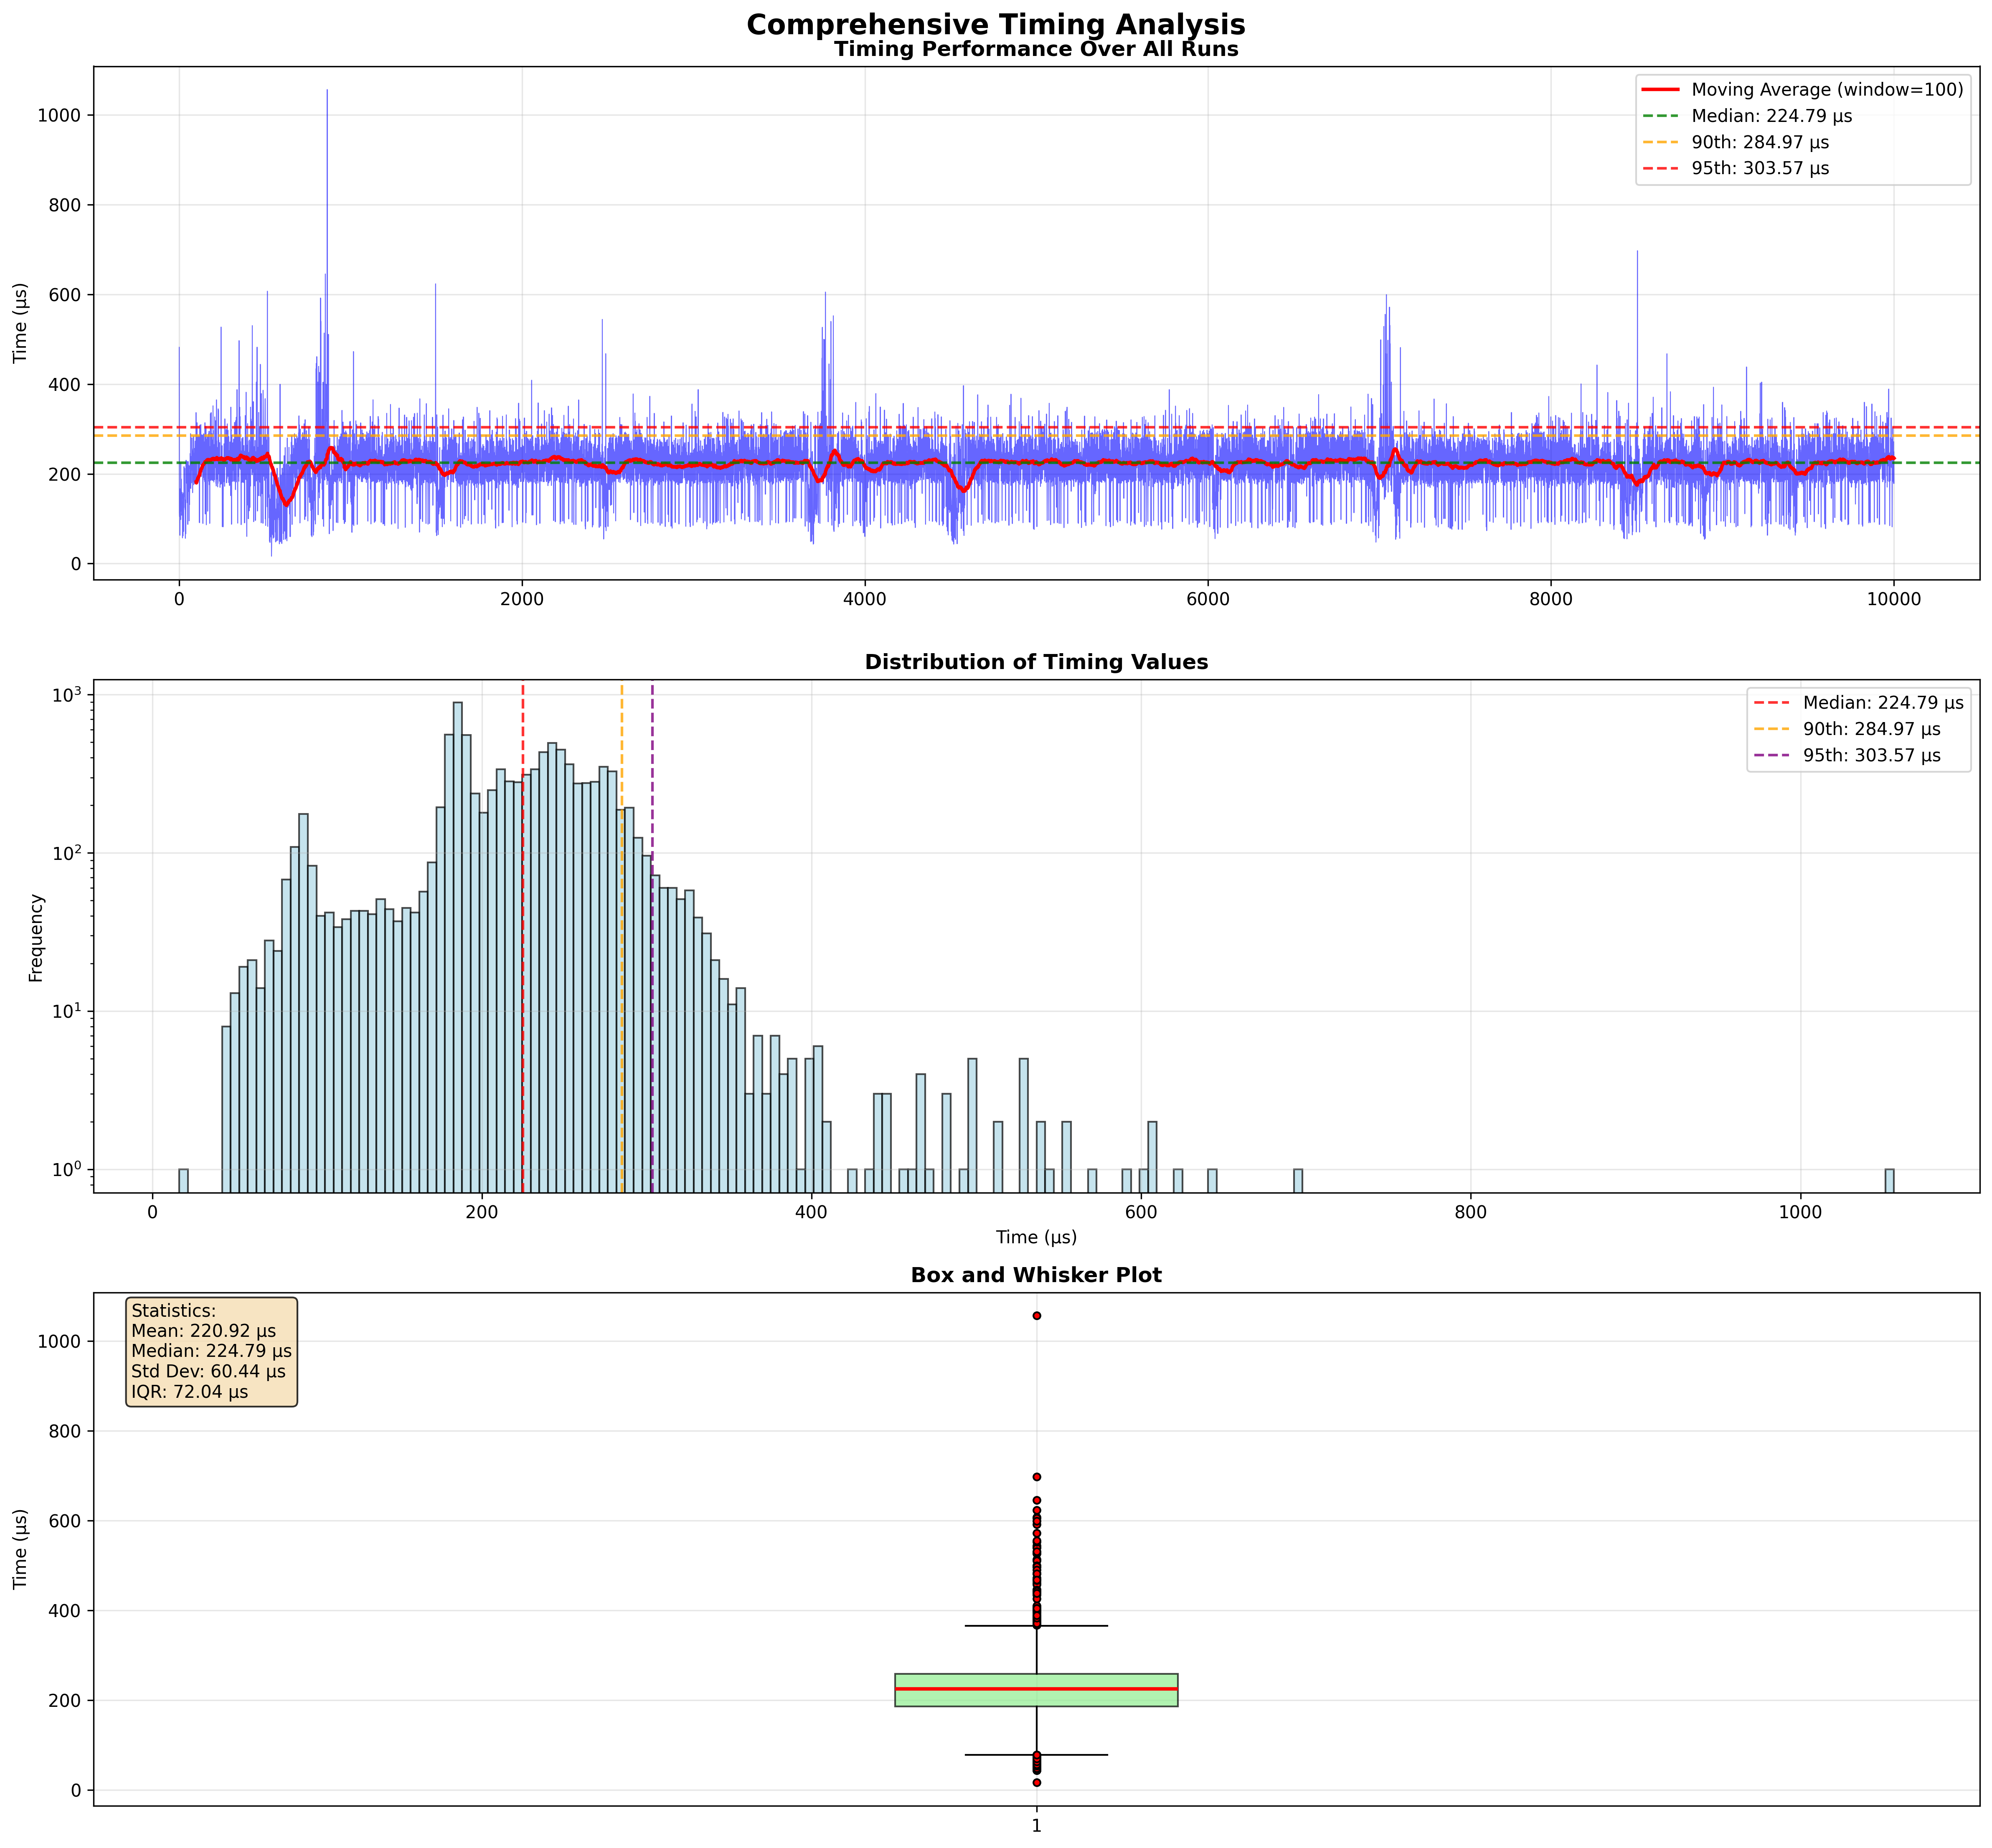 Comprehensive Timing Analysis
Timing Performance Over All Runs
Time (µs)
1000
800
600
400
200
0
0 2000 4000 6000 8000 10000
Moving Average (window=100)
Median: 224.79 µs
90th: 284.97 µs
95th: 303.57 µs
Distribution of Timing Values
Frequency
10³
10²
10¹
10⁰
0 200 400 600 800 1000
Time (µs)
Median: 224.79 µs
90th: 284.97 µs
95th: 303.57 µs
Box and Whisker Plot
Time (µs)
1000
800
600
400
200
0
1
Statistics:
Mean: 220.92 µs
Median: 224.79 µs
Std Dev: 60.44 µs
IQR: 72.04 µs